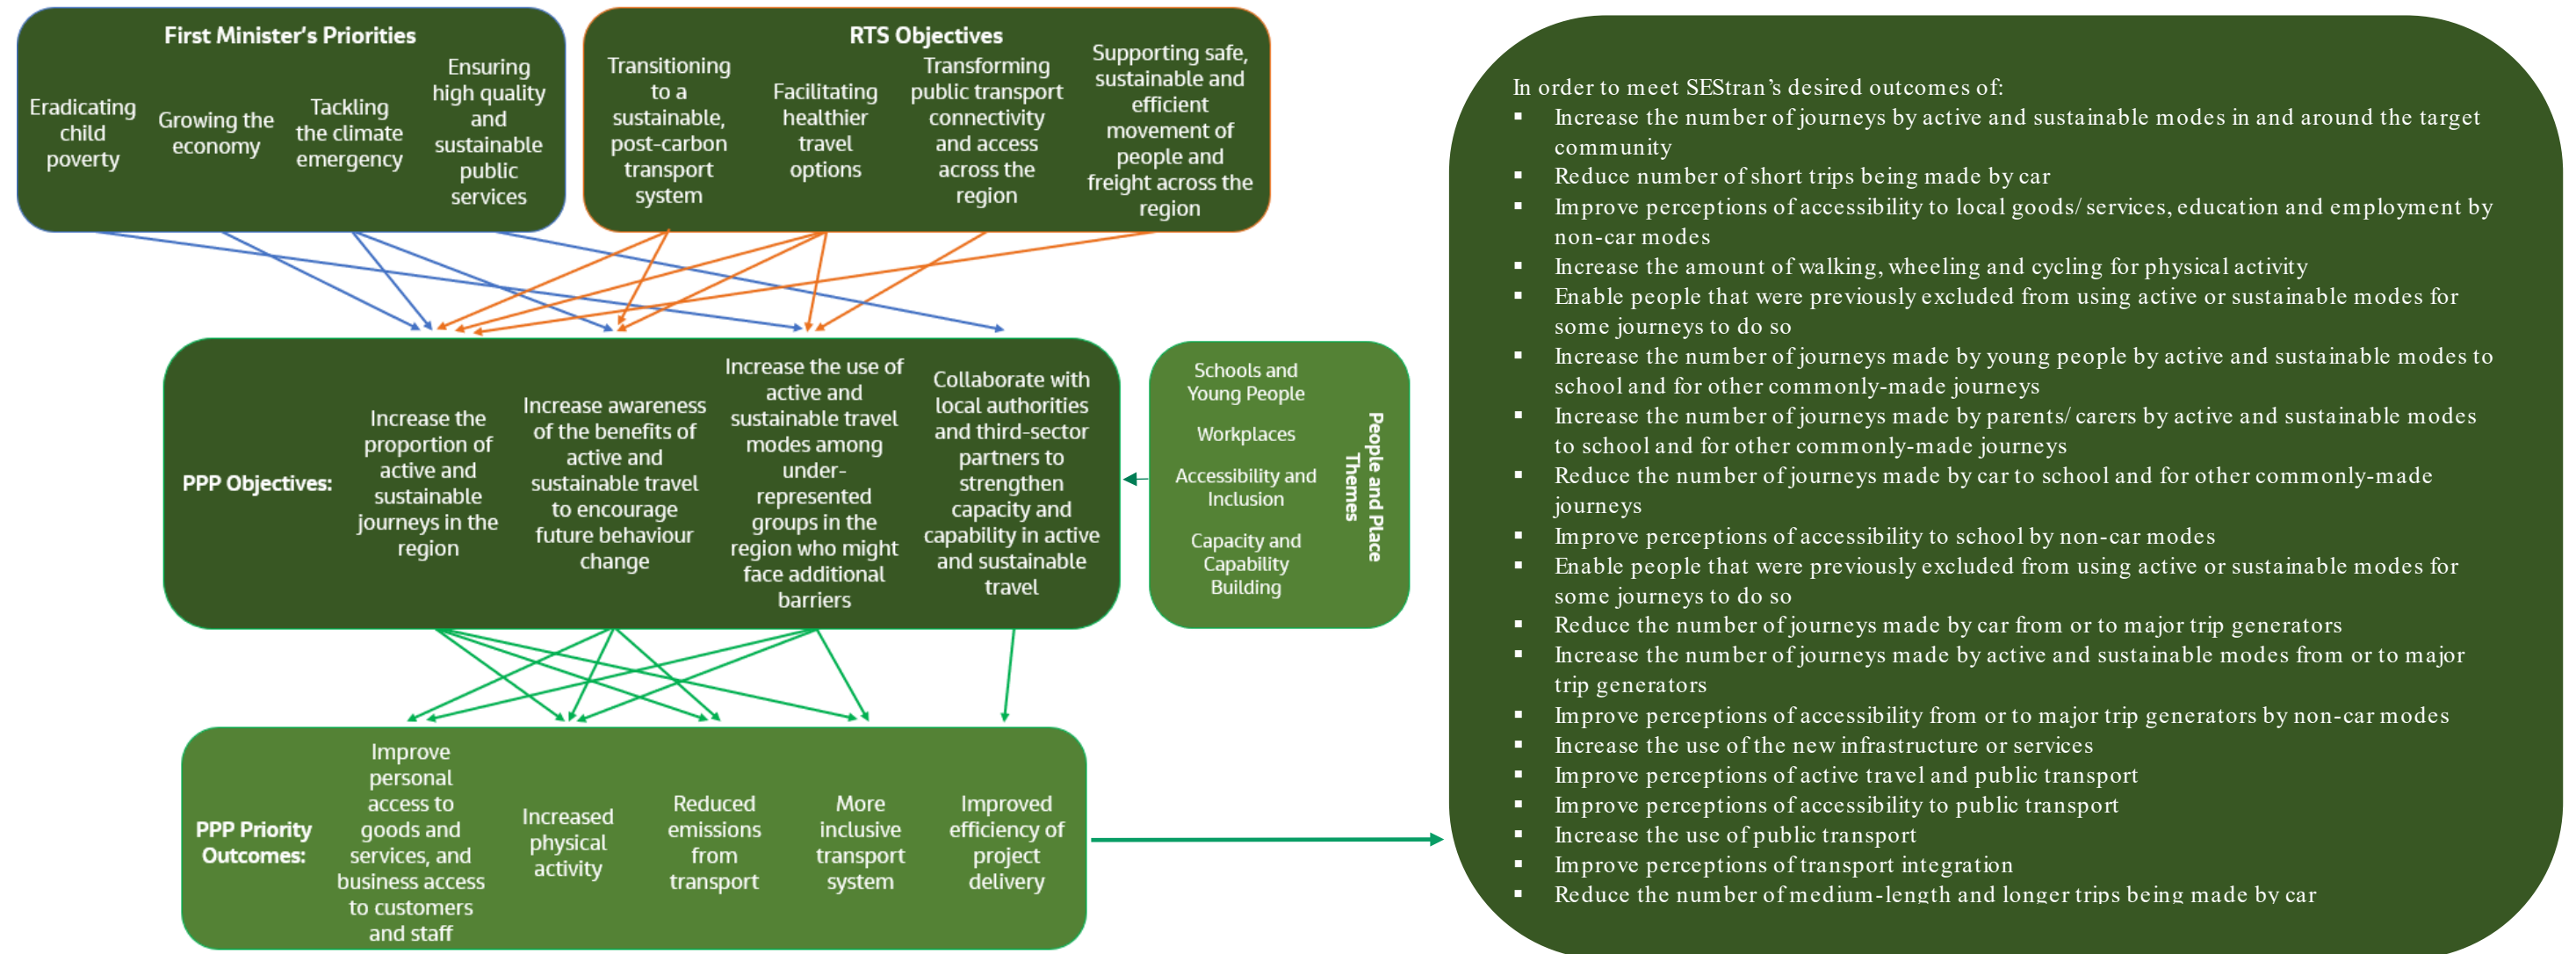 First Minister's Priorities
Eradicating
child
poverty
Growing the
economy
Tackling
the climate
emergency
Ensuring
high quality
and
sustainable
public
services
RTS Objectives
Transitioning
to a
sustainable,
post-carbon
transport
system
Facilitating
healthier
travel
options
Transforming
public transport
connectivity
and access
across the
region
Supporting safe,
sustainable and
efficient
movement of
people and
freight across the
region
PPP Objectives:
Increase the
proportion of
active and
sustainable
journeys in the
region
Increase awareness
of the benefits of
active and
sustainable travel
to encourage
future behaviour
change
Increase the use of
active and
sustainable travel
modes among
under-
represented
groups in the
region who might
face additional
barriers
Collaborate with
local authorities
and third-sector
partners to
strengthen
capacity and
capability in active
and sustainable
travel
Schools and
Young People
Workplaces
Accessibility and
Inclusion
Capacity and
Capability
Building
People and Place
Themes
PPP Priority
Outcomes:
Improve
personal
access to
goods and
services, and
business access
to customers
and staff
Increased
physical
activity
Reduced
emissions
from
transport
More
inclusive
transport
system
Improved
efficiency of
project
delivery
In order to meet SEStran's desired outcomes of:
▪ Increase the number of journeys by active and sustainable modes in and around the target
community
▪ Reduce number of short trips being made by car
▪ Improve perceptions of accessibility to local goods/ services, education and employment by
non-car modes
▪ Increase the amount of walking, wheeling and cycling for physical activity
▪ Enable people that were previously excluded from using active or sustainable modes for
some journeys to do so
▪ Increase the number of journeys made by young people by active and sustainable modes to
school and for other commonly-made journeys
▪ Increase the number of journeys made by parents/ carers by active and sustainable modes
to school and for other commonly-made journeys
▪ Reduce the number of journeys made by car to school and for other commonly-made
journeys
▪ Improve perceptions of accessibility to school by non-car modes
▪ Enable people that were previously excluded from using active or sustainable modes for
some journeys to do so
▪ Reduce the number of journeys made by car from or to major trip generators
▪ Increase the number of journeys made by active and sustainable modes from or to major
trip generators
▪ Improve perceptions of accessibility from or to major trip generators by non-car modes
▪ Increase the use of the new infrastructure or services
▪ Improve perceptions of active travel and public transport
▪ Improve perceptions of accessibility to public transport
▪ Increase the use of public transport
▪ Improve perceptions of transport integration
▪ Reduce the number of medium-length and longer trips being made by car